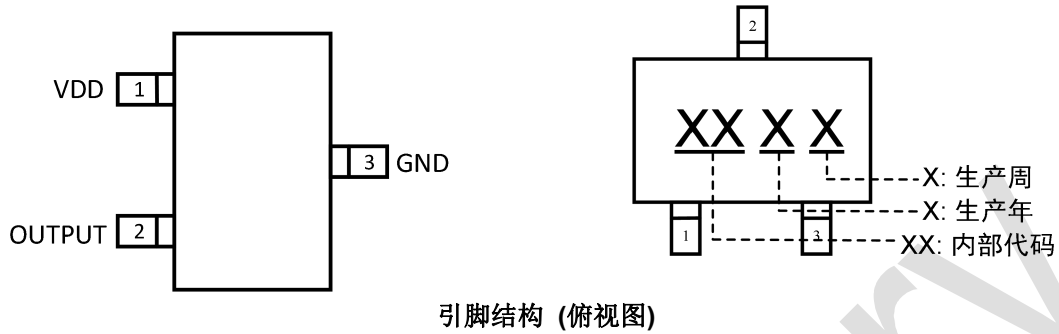 VDD 1
3 GND
OUTPUT 2
2
XX X X
X: 生产周
X: 生产年
1 3 XX: 内部代码
引脚结构 (俯视图)